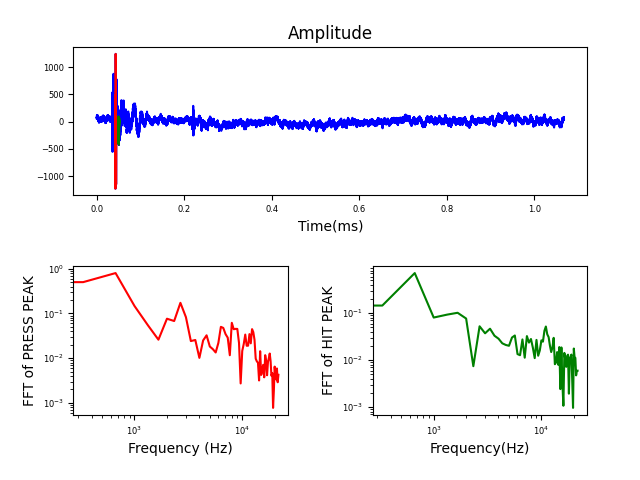 Amplitude
1000
500
0
−500
−1000
0.0 0.2 0.4 0.6 0.8 1.0
Time(ms)
FFT of PRESS PEAK
10⁰
10⁻¹
10⁻²
10⁻³
10³ 10⁴
Frequency (Hz)
FFT of HIT PEAK
10⁻¹
10⁻²
10⁻³
10³ 10⁴
Frequency(Hz)